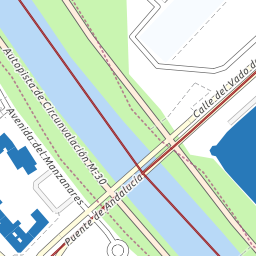 Autopista de Circunvalación M-30
Avenida del Manzanares
Calle del Vado de
Puente de Andalucía